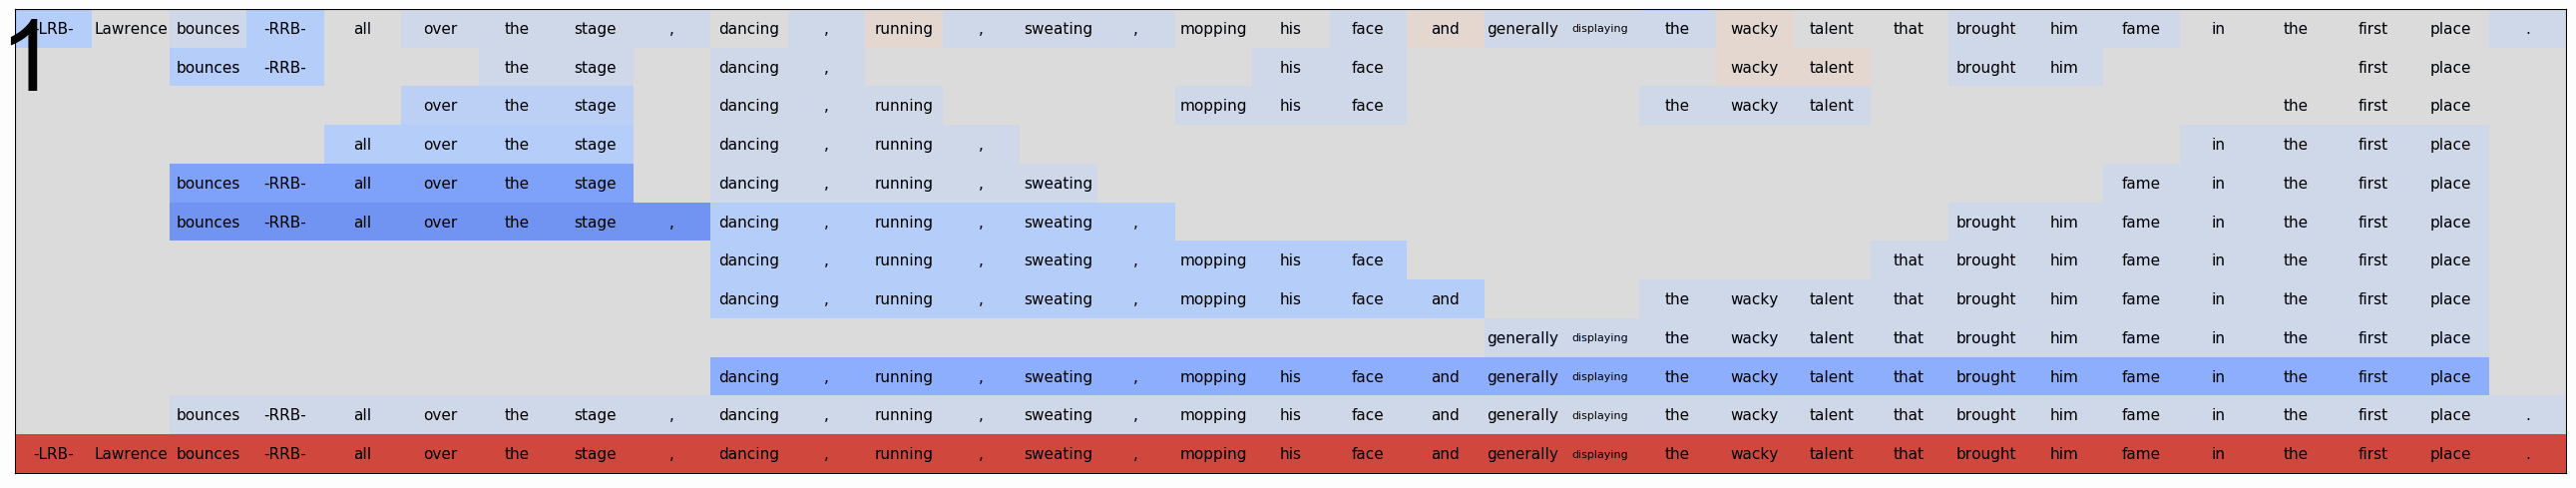 1
-LRB- Lawrence bounces -RRB- all over the stage , dancing , running , sweating , mopping his face and generally displaying the wacky talent that brought him fame in the first place .
bounces -RRB- the stage dancing , his face wacky talent brought him first place
over the stage dancing , running mopping his face the wacky talent the first place
all over the stage dancing , running , in the first place
bounces -RRB- all over the stage dancing , running , sweating fame in the first place
bounces -RRB- all over the stage , dancing , running , sweating , brought him fame in the first place
dancing , running , sweating , mopping his face that brought him fame in the first place
dancing , running , sweating , mopping his face and the wacky talent that brought him fame in the first place
generally displaying the wacky talent that brought him fame in the first place
dancing , running , sweating , mopping his face and generally displaying the wacky talent that brought him fame in the first place
bounces -RRB- all over the stage , dancing , running , sweating , mopping his face and generally displaying the wacky talent that brought him fame in the first place .
-LRB- Lawrence bounces -RRB- all over the stage , dancing , running , sweating , mopping his face and generally displaying the wacky talent that brought him fame in the first place .